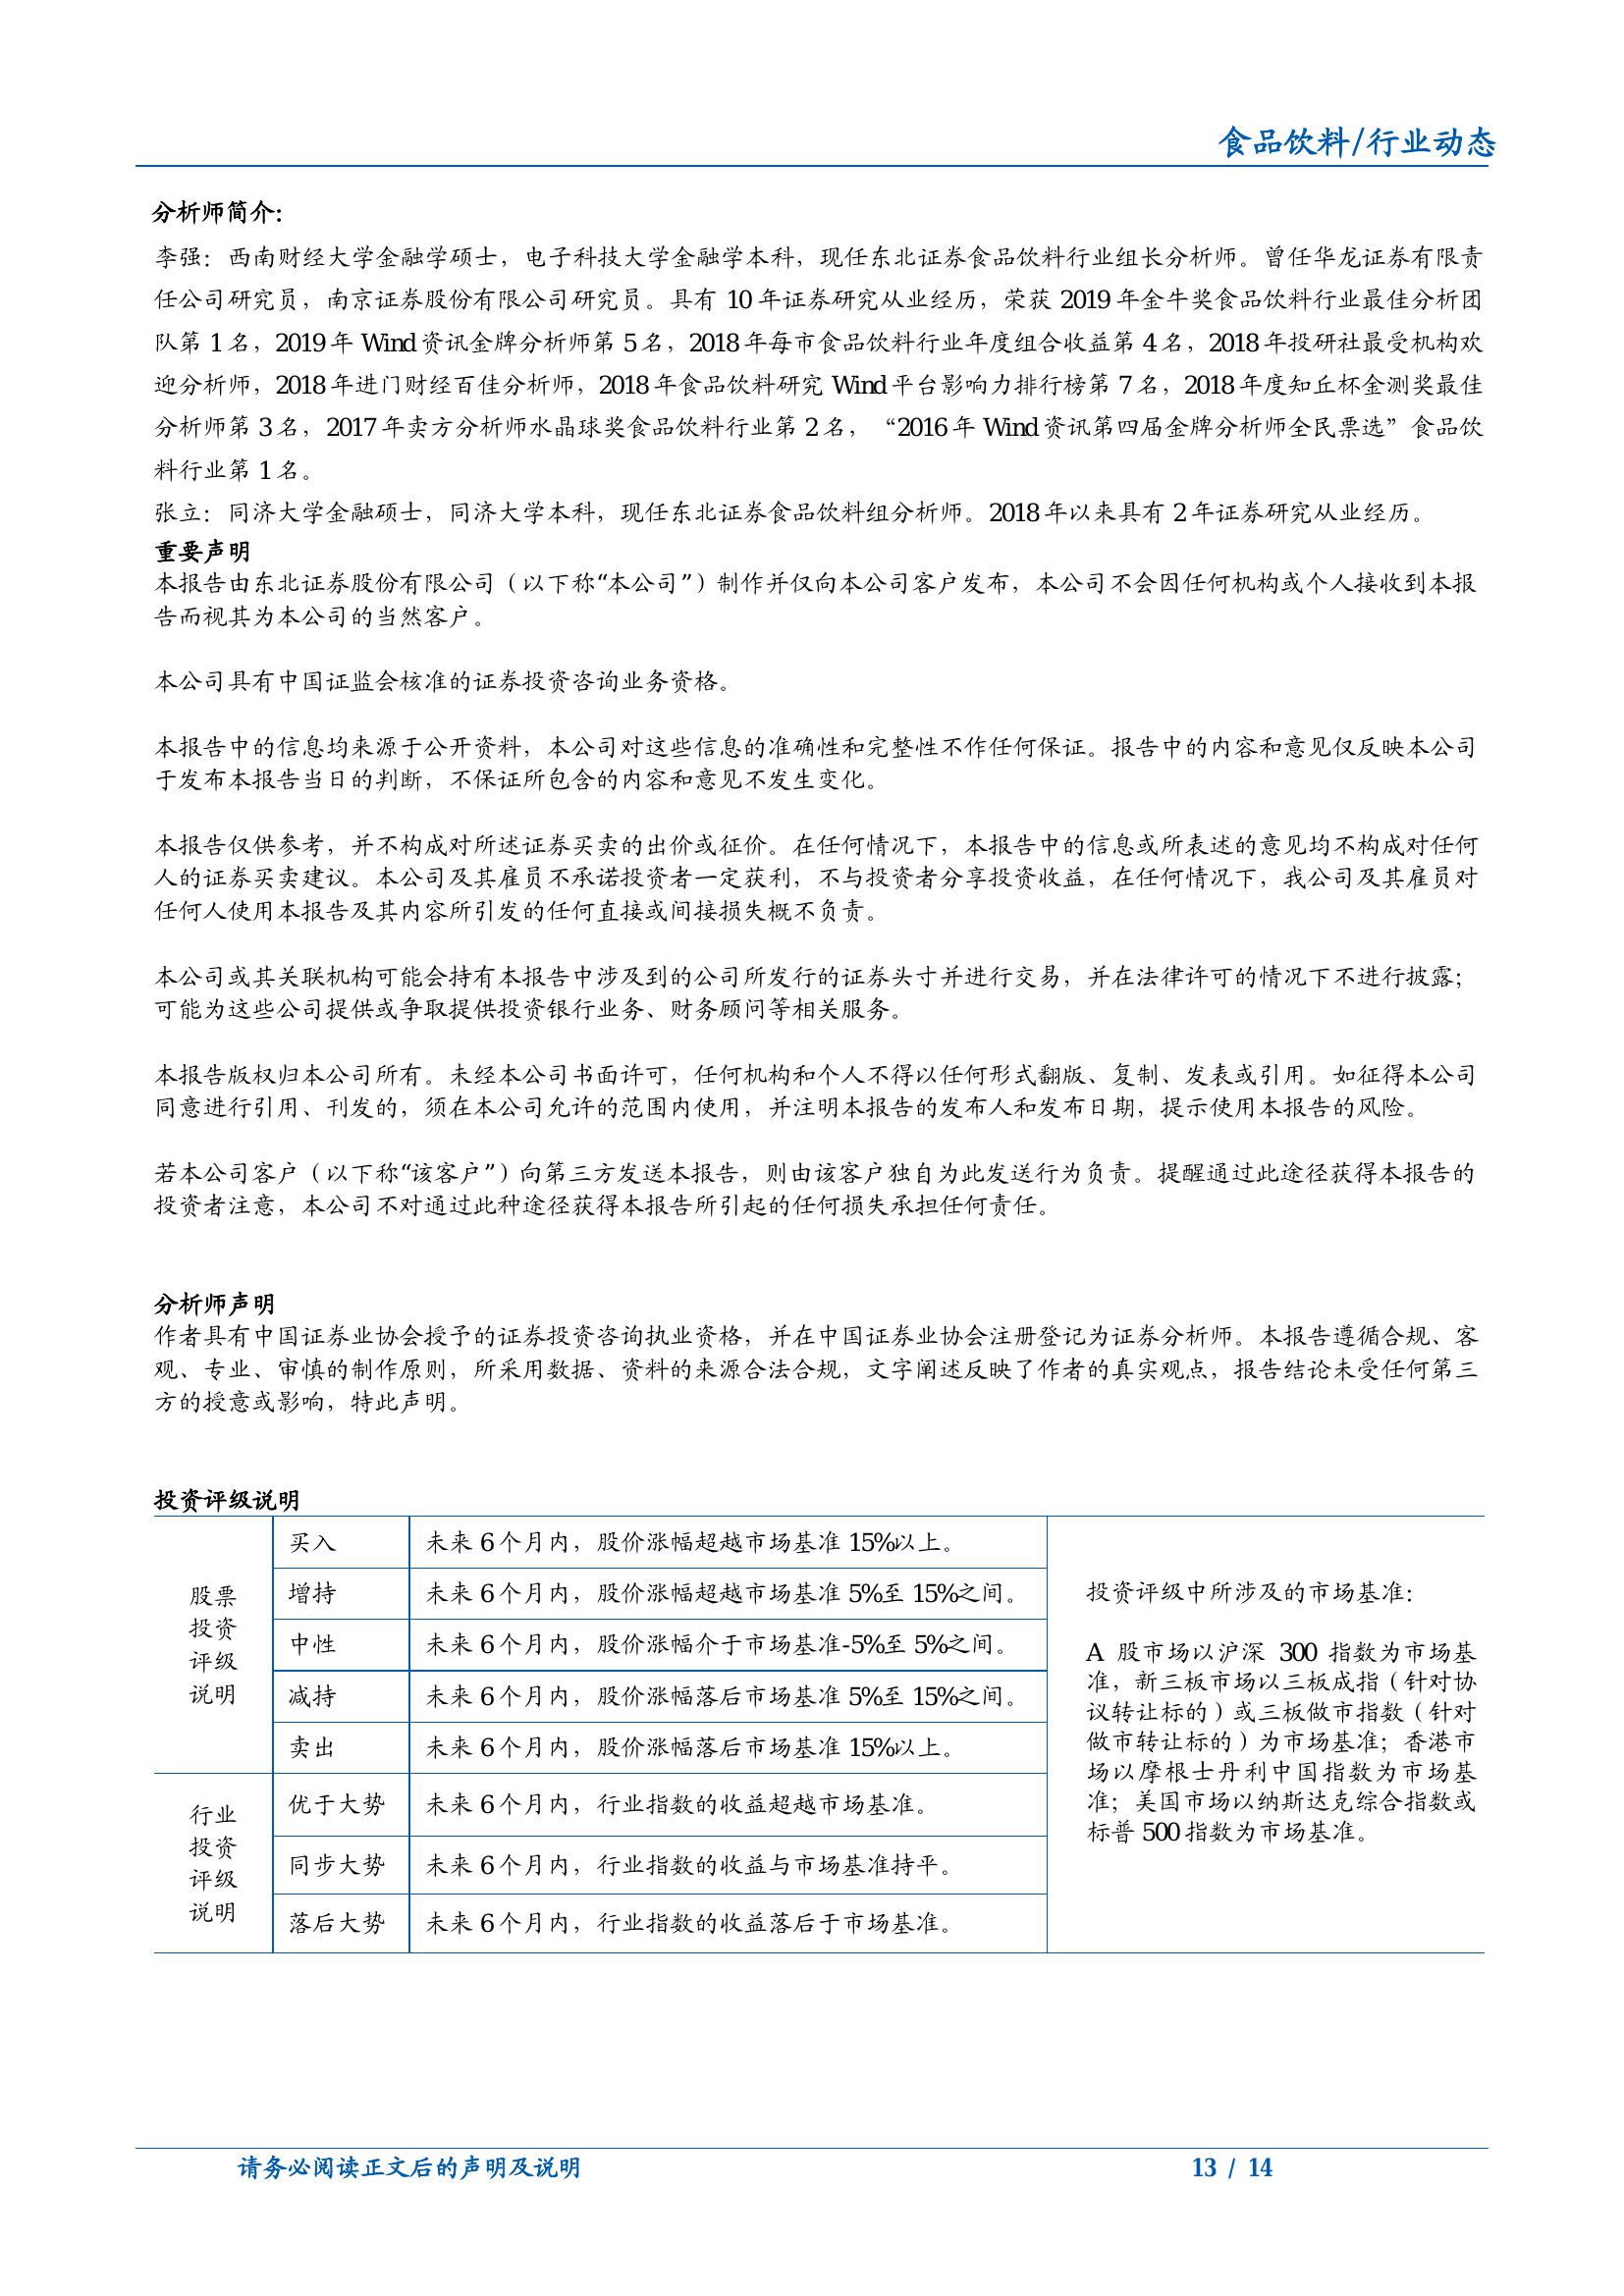 食品饮料/行业动态
分析师简介：
李强：西南财经大学金融学硕士，电子科技大学金融学本科，现任东北证券食品饮料行业组长分析师。曾任华龙证券有限责
任公司研究员，南京证券股份有限公司研究员。具有 10 年证券研究从业经历，荣获 2019 年金牛奖食品饮料行业最佳分析团
队第 1 名，2019 年 Wind 资讯金牌分析师第 5 名，2018 年每市食品饮料行业年度组合收益第 4 名，2018 年投研社最受机构欢
迎分析师，2018 年进门财经百佳分析师，2018 年食品饮料研究 Wind 平台影响力排行榜第 7 名，2018 年度知丘杯金测奖最佳
分析师第 3 名，2017 年卖方分析师水晶球奖食品饮料行业第 2 名，“2016 年 Wind 资讯第四届金牌分析师全民票选”食品饮
料行业第 1 名。
张立：同济大学金融硕士，同济大学本科，现任东北证券食品饮料组分析师。2018 年以来具有 2 年证券研究从业经历。
重要声明
本报告由东北证券股份有限公司（以下称“本公司”）制作并仅向本公司客户发布，本公司不会因任何机构或个人接收到本报
告而视其为本公司的当然客户。
本公司具有中国证监会核准的证券投资咨询业务资格。
本报告中的信息均来源于公开资料，本公司对这些信息的准确性和完整性不作任何保证。报告中的内容和意见仅反映本公司
于发布本报告当日的判断，不保证所包含的内容和意见不发生变化。
本报告仅供参考，并不构成对所述证券买卖的出价或征价。在任何情况下，本报告中的信息或所表述的意见均不构成对任何
人的证券买卖建议。本公司及其雇员不承诺投资者一定获利，不与投资者分享投资收益，在任何情况下，我公司及其雇员对
任何人使用本报告及其内容所引发的任何直接或间接损失概不负责。
本公司或其关联机构可能会持有本报告中涉及到的公司所发行的证券头寸并进行交易，并在法律许可的情况下不进行披露；
可能为这些公司提供或争取提供投资银行业务、财务顾问等相关服务。
本报告版权归本公司所有。未经本公司书面许可，任何机构和个人不得以任何形式翻版、复制、发表或引用。如征得本公司
同意进行引用、刊发的，须在本公司允许的范围内使用，并注明本报告的发布人和发布日期，提示使用本报告的风险。
若本公司客户（以下称“该客户”）向第三方发送本报告，则由该客户独自为此发送行为负责。提醒通过此途径获得本报告的
投资者注意，本公司不对通过此种途径获得本报告所引起的任何损失承担任何责任。
分析师声明
作者具有中国证券业协会授予的证券投资咨询执业资格，并在中国证券业协会注册登记为证券分析师。本报告遵循合规、客
观、专业、审慎的制作原则，所采用数据、资料的来源合法合规，文字阐述反映了作者的真实观点，报告结论未受任何第三
方的授意或影响，特此声明。
投资评级说明
股票
投资
评级
说明
买入 未来 6 个月内，股价涨幅超越市场基准 15%以上。
增持 未来 6 个月内，股价涨幅超越市场基准 5%至 15%之间。
中性 未来 6 个月内，股价涨幅介于市场基准-5%至 5%之间。
减持 未来 6 个月内，股价涨幅落后市场基准 5%至 15%之间。
卖出 未来 6 个月内，股价涨幅落后市场基准 15%以上。
行业
投资
评级
说明
优于大势 未来 6 个月内，行业指数的收益超越市场基准。
同步大势 未来 6 个月内，行业指数的收益与市场基准持平。
落后大势 未来 6 个月内，行业指数的收益落后于市场基准。
投资评级中所涉及的市场基准：
A 股市场以沪深 300 指数为市场基
准，新三板市场以三板成指（针对协
议转让标的）或三板做市指数（针对
做市转让标的）为市场基准；香港市
场以摩根士丹利中国指数为市场基
准；美国市场以纳斯达克综合指数或
标普 500 指数为市场基准。
请务必阅读正文后的声明及说明
13 / 14